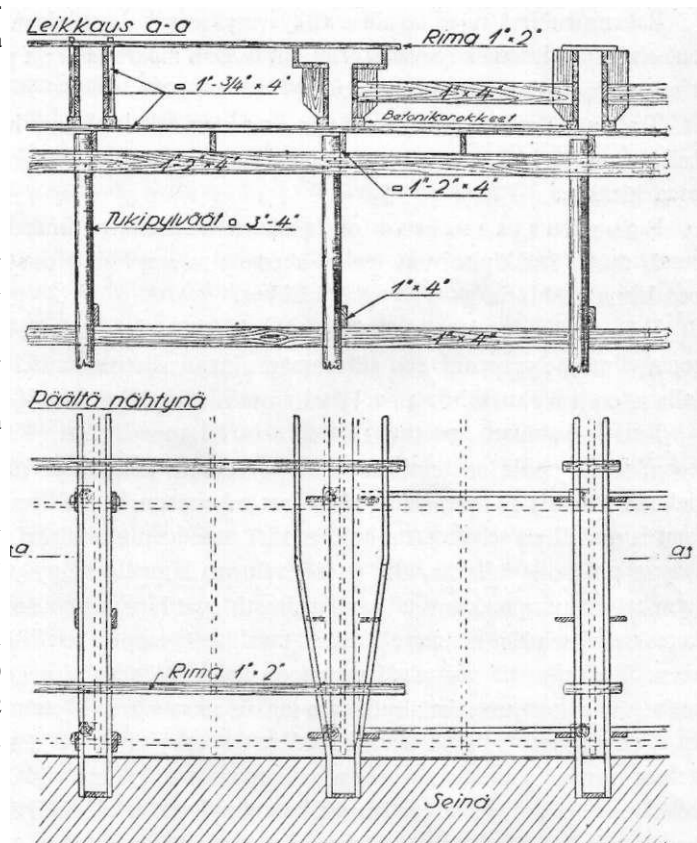 Leikkaus a-a
Rima 1"×2"
▫ 1"-3/4"×4"
1"×4"
Betonikorokkeet
1"-2"×4"
▫ 1"-2"×4"
Tukipylväät ▫ 3"-4"
1"×4"
1"×4"
Päältä nähtynä
a
a
Rima 1"×2"
Seinä